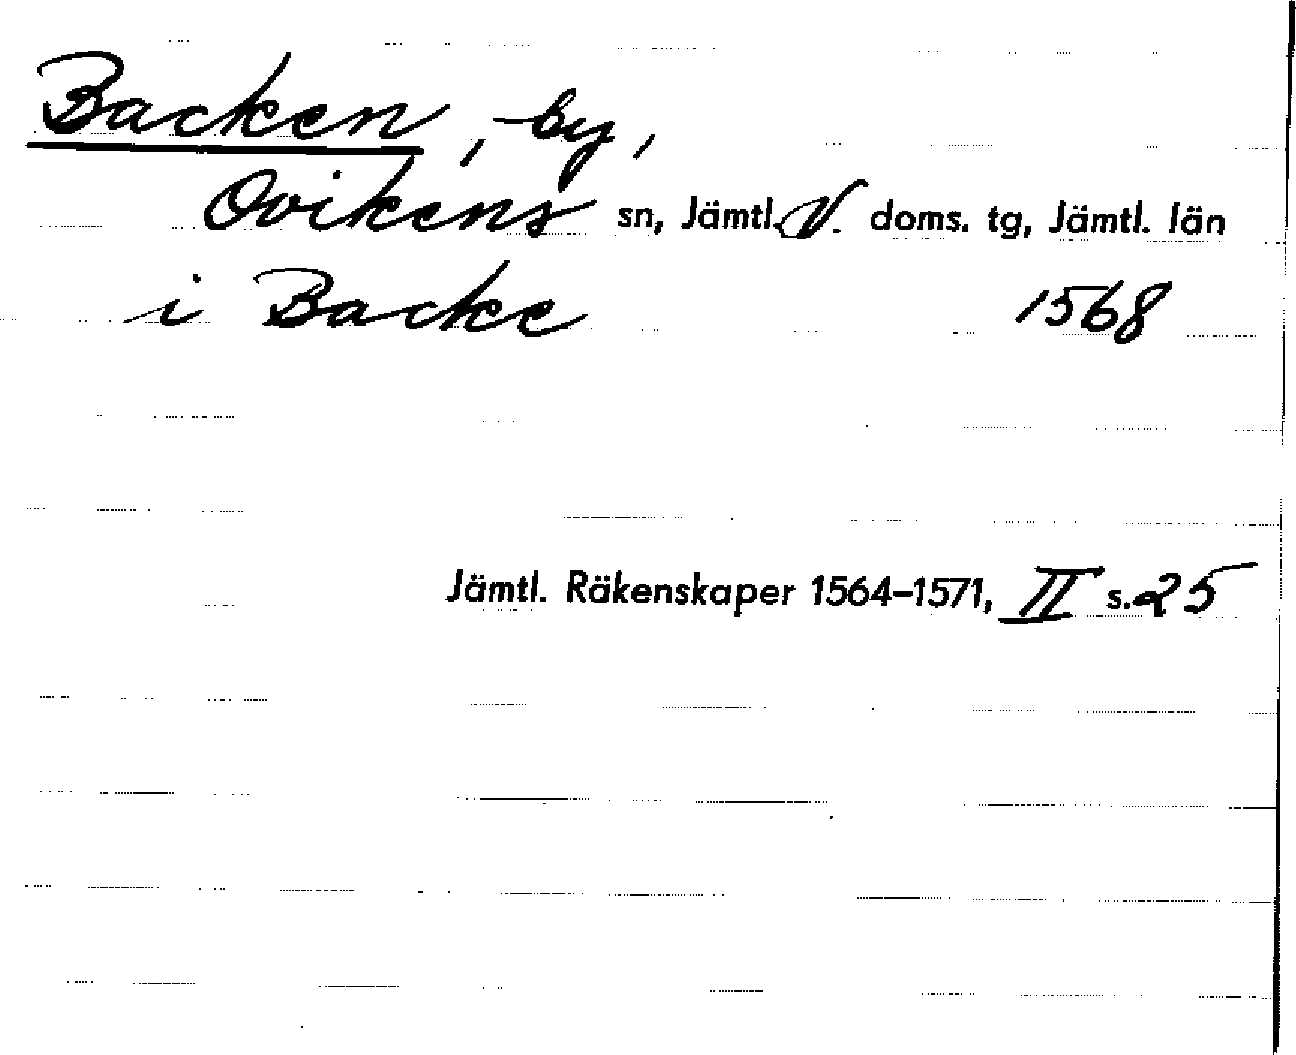 Backen, by,
Ovikens sn, Jämtl. V. doms. tg, Jämtl. län
i Backe 1568
Jämtl. Räkenskaper 1564–1571, II s. 25